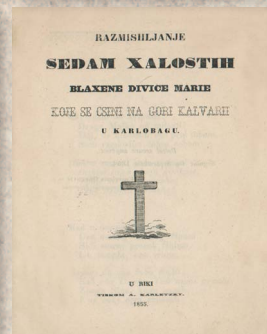 RAZMISHLJANJE
SEDAM XALOSTIH
BLAXENE DIVICE MARIE
KOJE SE CSINI NA GORI KALVARII
U KARLOBAGU.
U RIKI
TISKOM A. KARLETZKY.
1855.